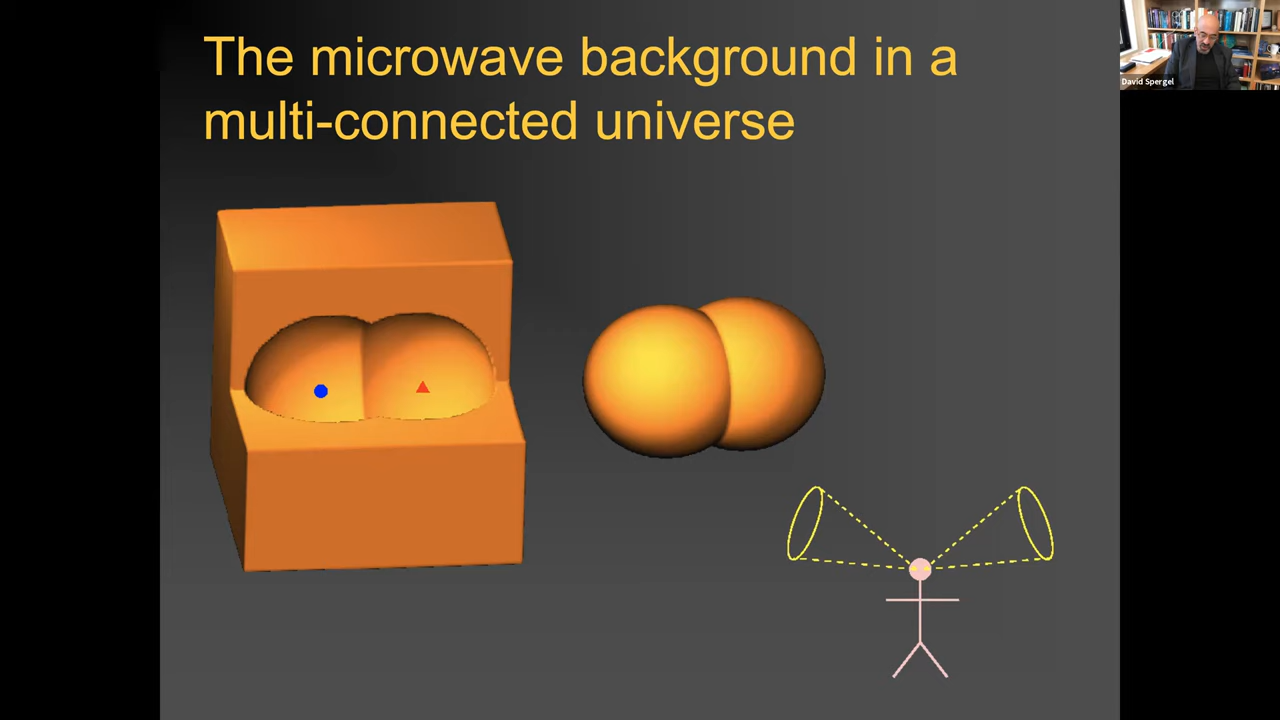 The microwave background in a
multi-connected universe
David Spergel